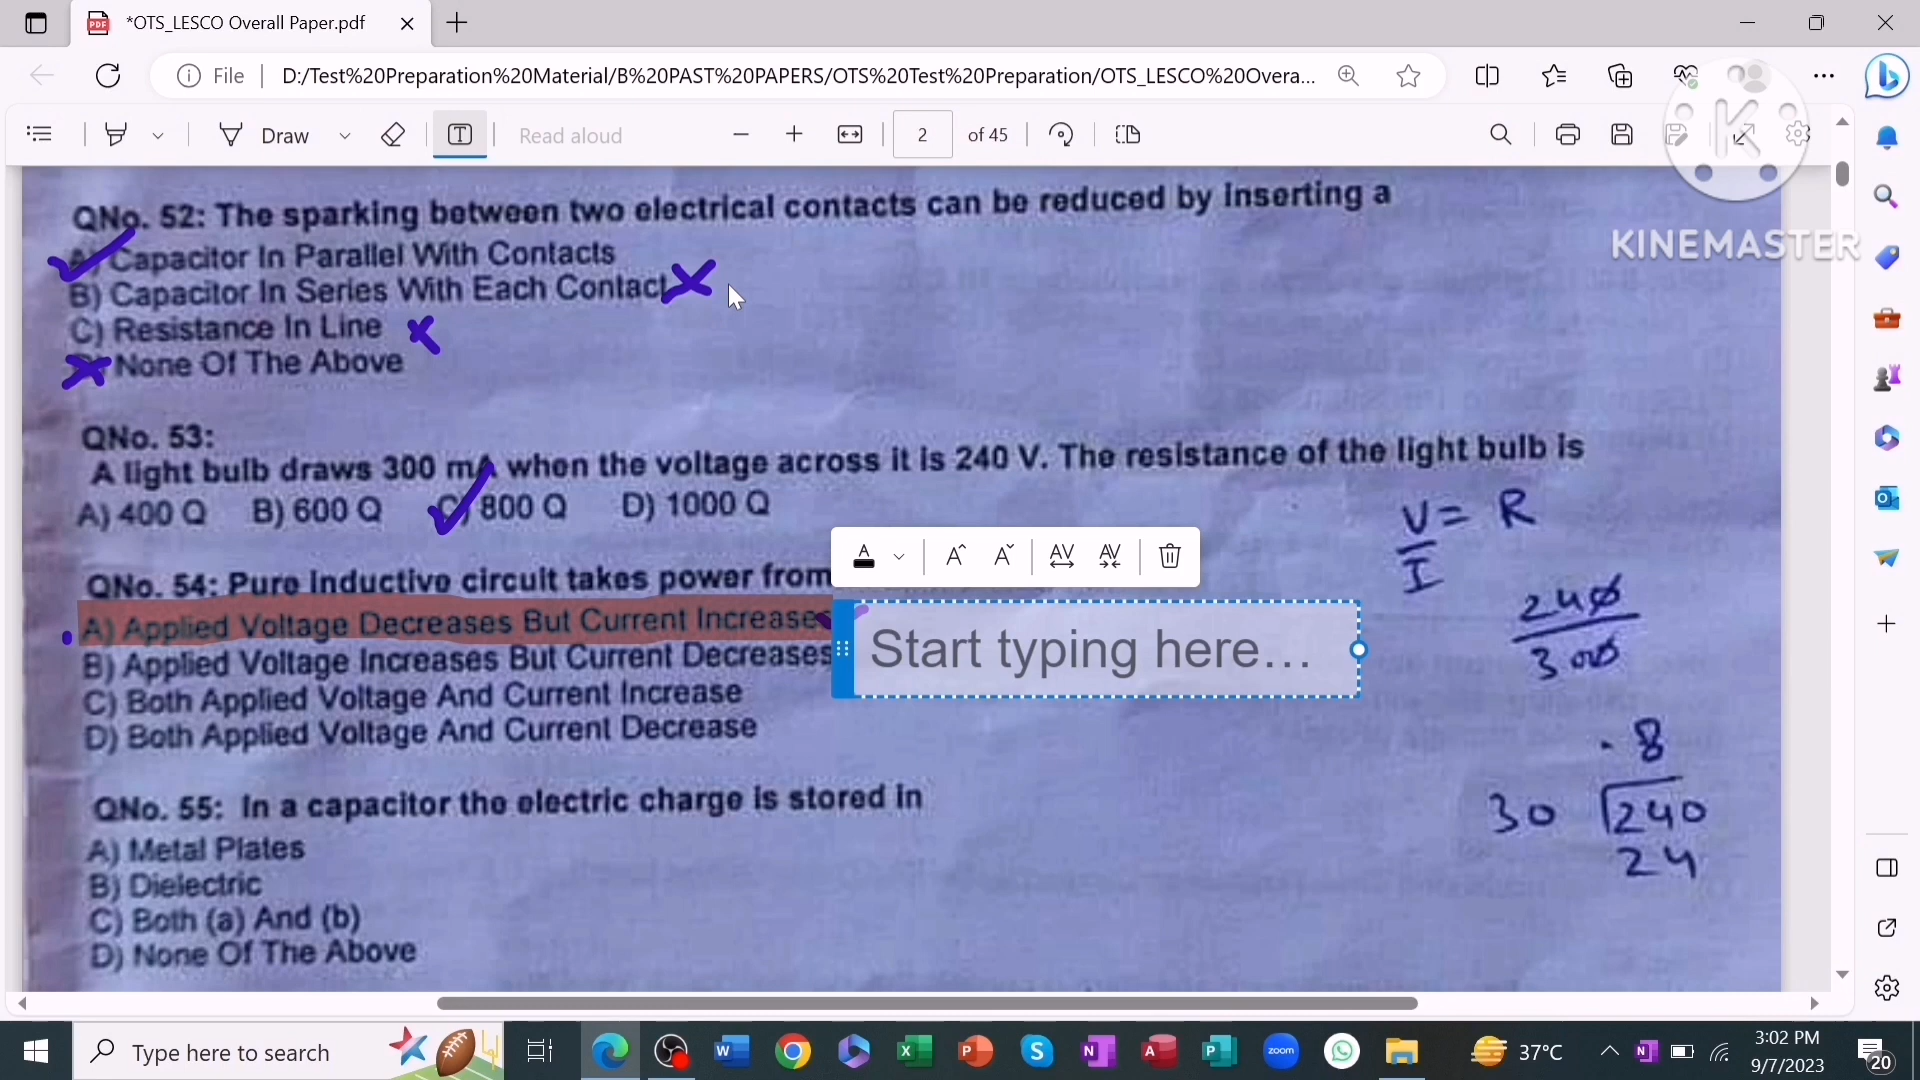 *OTS_LESCO Overall Paper.pdf
File
D:/Test%20Preparation%20Material/B%20PAST%20PAPERS/OTS%20Test%20Preparation/OTS_LESCO%20Overa...
Draw
Read aloud
2 of 45
KINEMASTER
QNo. 52: The sparking between two electrical contacts can be reduced by inserting a
A) Capacitor In Parallel With Contacts
B) Capacitor In Series With Each Contact
C) Resistance In Line
None Of The Above
QNo. 53:
A light bulb draws 300 mA when the voltage across it is 240 V. The resistance of the light bulb is
A) 400 Q B) 600 Q C) 800 Q D) 1000 Q
V = R
I
240
300
QNo. 54: Pure inductive circuit takes power from
A) Applied Voltage Decreases But Current Increase
B) Applied Voltage Increases But Current Decreases
C) Both Applied Voltage And Current Increase
D) Both Applied Voltage And Current Decrease
Start typing here...
. 8
30 240
24
QNo. 55: In a capacitor the electric charge is stored in
A) Metal Plates
B) Dielectric
C) Both (a) And (b)
D) None Of The Above
Type here to search
zoom
37°C
3:02 PM
9/7/2023
20